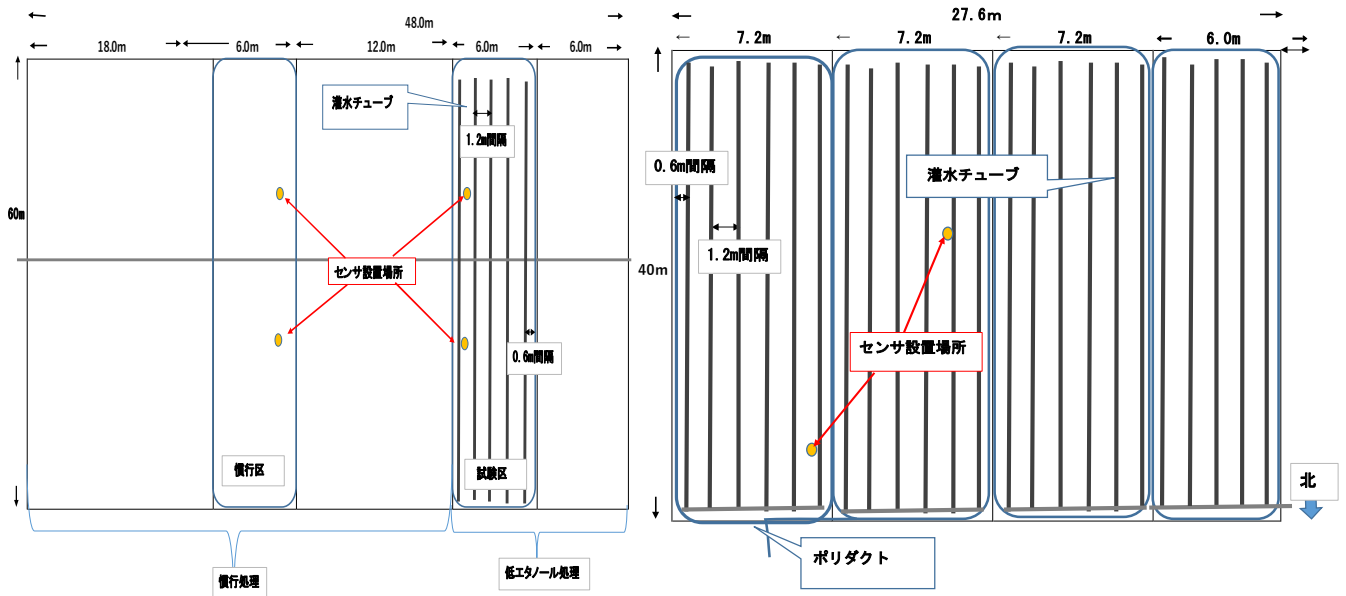 48.0m
18.0m
6.0m
12.0m
6.0m
6.0m
灌水チューブ
1.2m間隔
60m
センサ設置場所
0.6m間隔
慣行区
試験区
慣行処理
低エタノール処理
27.6m
7.2m
7.2m
7.2m
6.0m
0.6m間隔
灌水チューブ
1.2m間隔
40m
センサ設置場所
北
ポリダクト